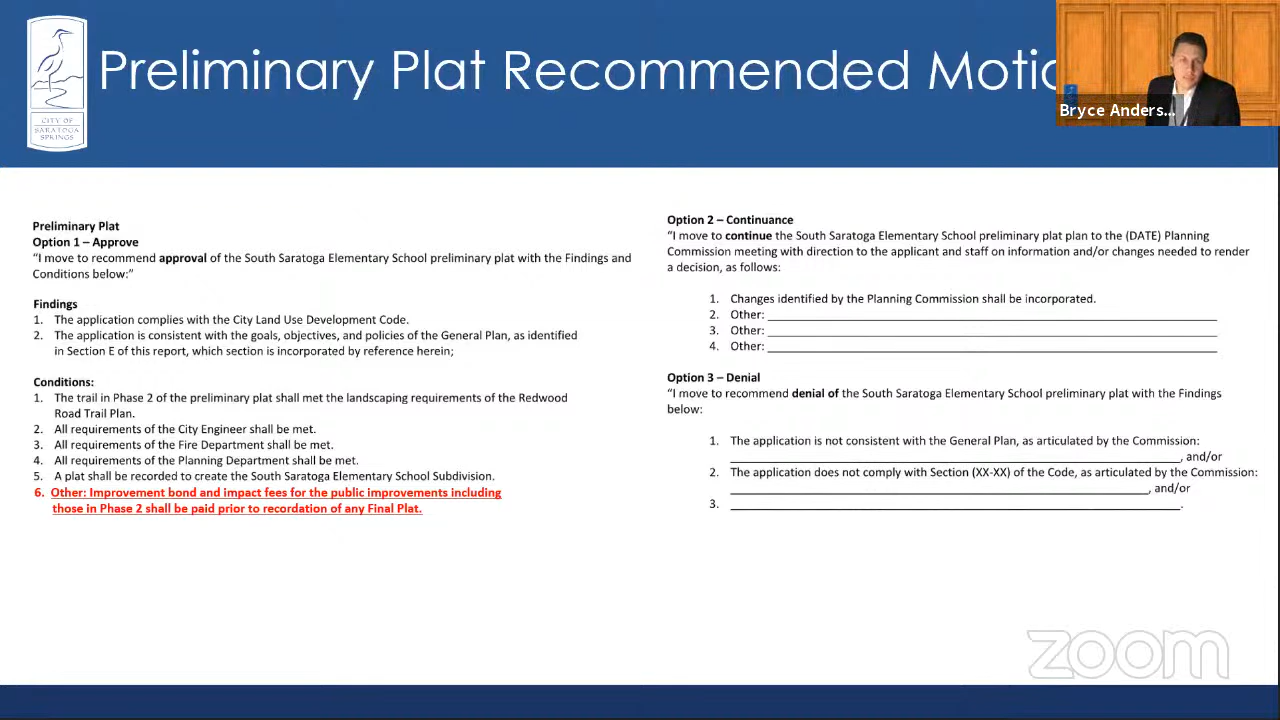 Preliminary Plat Recommended Motio
CITY OF
SARATOGA
SPRINGS
Bryce Anders...
Preliminary Plat
Option 1 – Approve
“I move to recommend approval of the South Saratoga Elementary School preliminary plat with the Findings and
Conditions below:”
Findings
1. The application complies with the City Land Use Development Code.
2. The application is consistent with the goals, objectives, and policies of the General Plan, as identified
in Section E of this report, which section is incorporated by reference herein;
Conditions:
1. The trail in Phase 2 of the preliminary plat shall met the landscaping requirements of the Redwood
Road Trail Plan.
2. All requirements of the City Engineer shall be met.
3. All requirements of the Fire Department shall be met.
4. All requirements of the Planning Department shall be met.
5. A plat shall be recorded to create the South Saratoga Elementary School Subdivision.
6. Other: Improvement bond and impact fees for the public improvements including
those in Phase 2 shall be paid prior to recordation of any Final Plat.
Option 2 – Continuance
“I move to continue the South Saratoga Elementary School preliminary plat plan to the (DATE) Planning
Commission meeting with direction to the applicant and staff on information and/or changes needed to render
a decision, as follows:
1. Changes identified by the Planning Commission shall be incorporated.
2. Other: ____________________
3. Other: ____________________
4. Other: ____________________
Option 3 – Denial
“I move to recommend denial of the South Saratoga Elementary School preliminary plat with the Findings
below:
1. The application is not consistent with the General Plan, as articulated by the Commission:
____________________, and/or
2. The application does not comply with Section (XX-XX) of the Code, as articulated by the Commission:
____________________, and/or
3. ____________________.
zoom